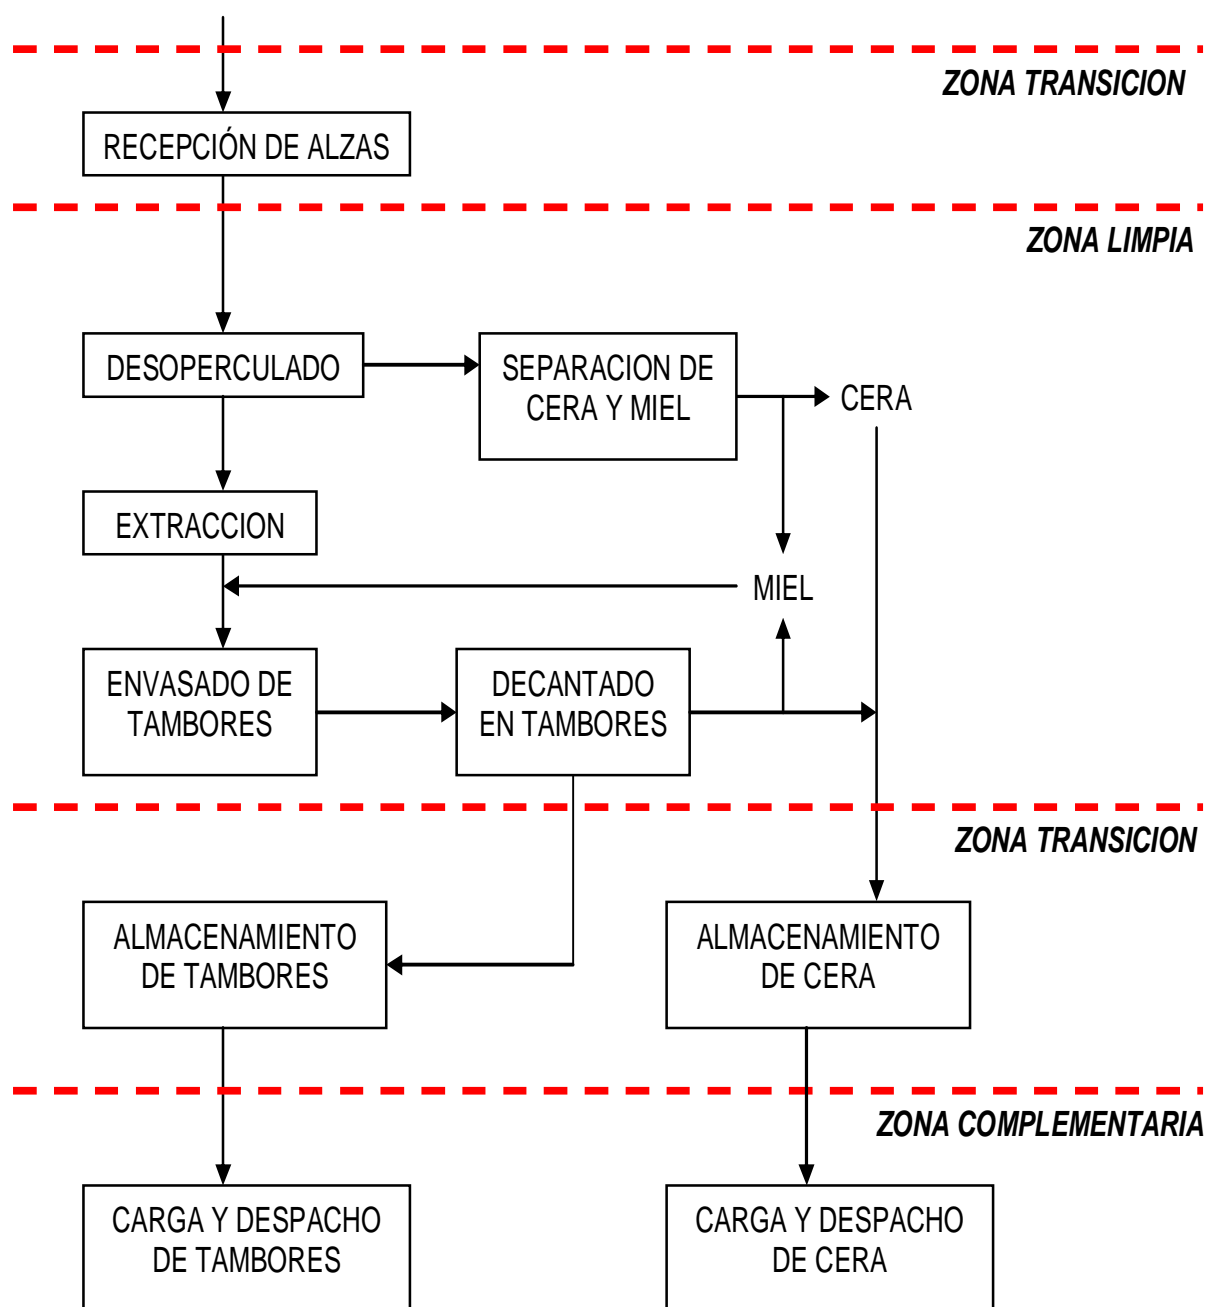 ZONA TRANSICION
RECEPCIÓN DE ALZAS
ZONA LIMPIA
DESOPERCULADO
SEPARACION DE
CERA Y MIEL
CERA
EXTRACCION
MIEL
ENVASADO DE
TAMBORES
DECANTADO
EN TAMBORES
ZONA TRANSICION
ALMACENAMIENTO
DE TAMBORES
ALMACENAMIENTO
DE CERA
ZONA COMPLEMENTARIA
CARGA Y DESPACHO
DE TAMBORES
CARGA Y DESPACHO
DE CERA